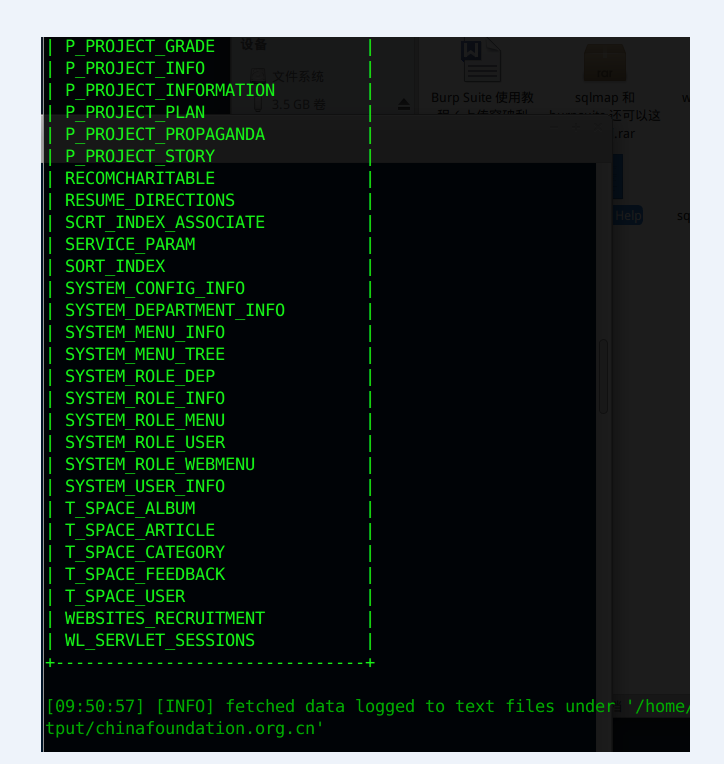 | P_PROJECT_GRADE |
| P_PROJECT_INFO |
| P_PROJECT_INFORMATION |
| P_PROJECT_PLAN |
| P_PROJECT_PROPAGANDA |
| P_PROJECT_STORY |
| RECOMCHARITABLE |
| RESUME_DIRECTIONS |
| SCRT_INDEX_ASSOCIATE |
| SERVICE_PARAM |
| SORT_INDEX |
| SYSTEM_CONFIG_INFO |
| SYSTEM_DEPARTMENT_INFO |
| SYSTEM_MENU_INFO |
| SYSTEM_MENU_TREE |
| SYSTEM_ROLE_DEP |
| SYSTEM_ROLE_INFO |
| SYSTEM_ROLE_MENU |
| SYSTEM_ROLE_USER |
| SYSTEM_ROLE_WEBMENU |
| SYSTEM_USER_INFO |
| T_SPACE_ALBUM |
| T_SPACE_ARTICLE |
| T_SPACE_CATEGORY |
| T_SPACE_FEEDBACK |
| T_SPACE_USER |
| WEBSITES_RECRUITMENT |
| WL_SERVLET_SESSIONS |
+-------------------------------+
[09:50:57] [INFO] fetched data logged to text files under '/home/
tput/chinafoundation.org.cn'
设备
文件系统
3.5 GB 卷
Burp Suite 使用教
sqlmap 和
还可以这
.rar
Help